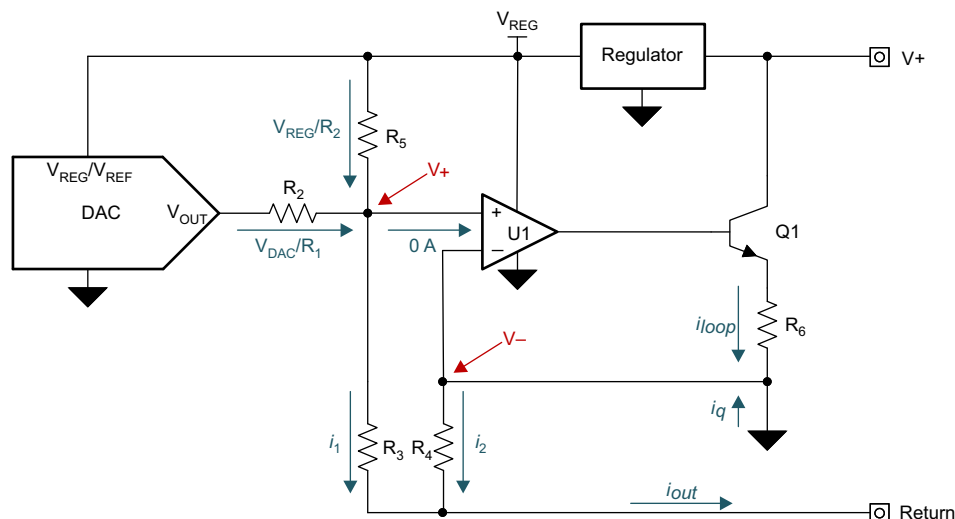 V_REG
Regulator
V+
V_REG/R_2
R_5
V_REG/V_REF
DAC
V_OUT
R_2
V+
V_DAC/R_1
0 A
+
U1
–
Q1
i_loop
R_6
V–
i_q
i_1
R_3
R_4
i_2
i_out
Return